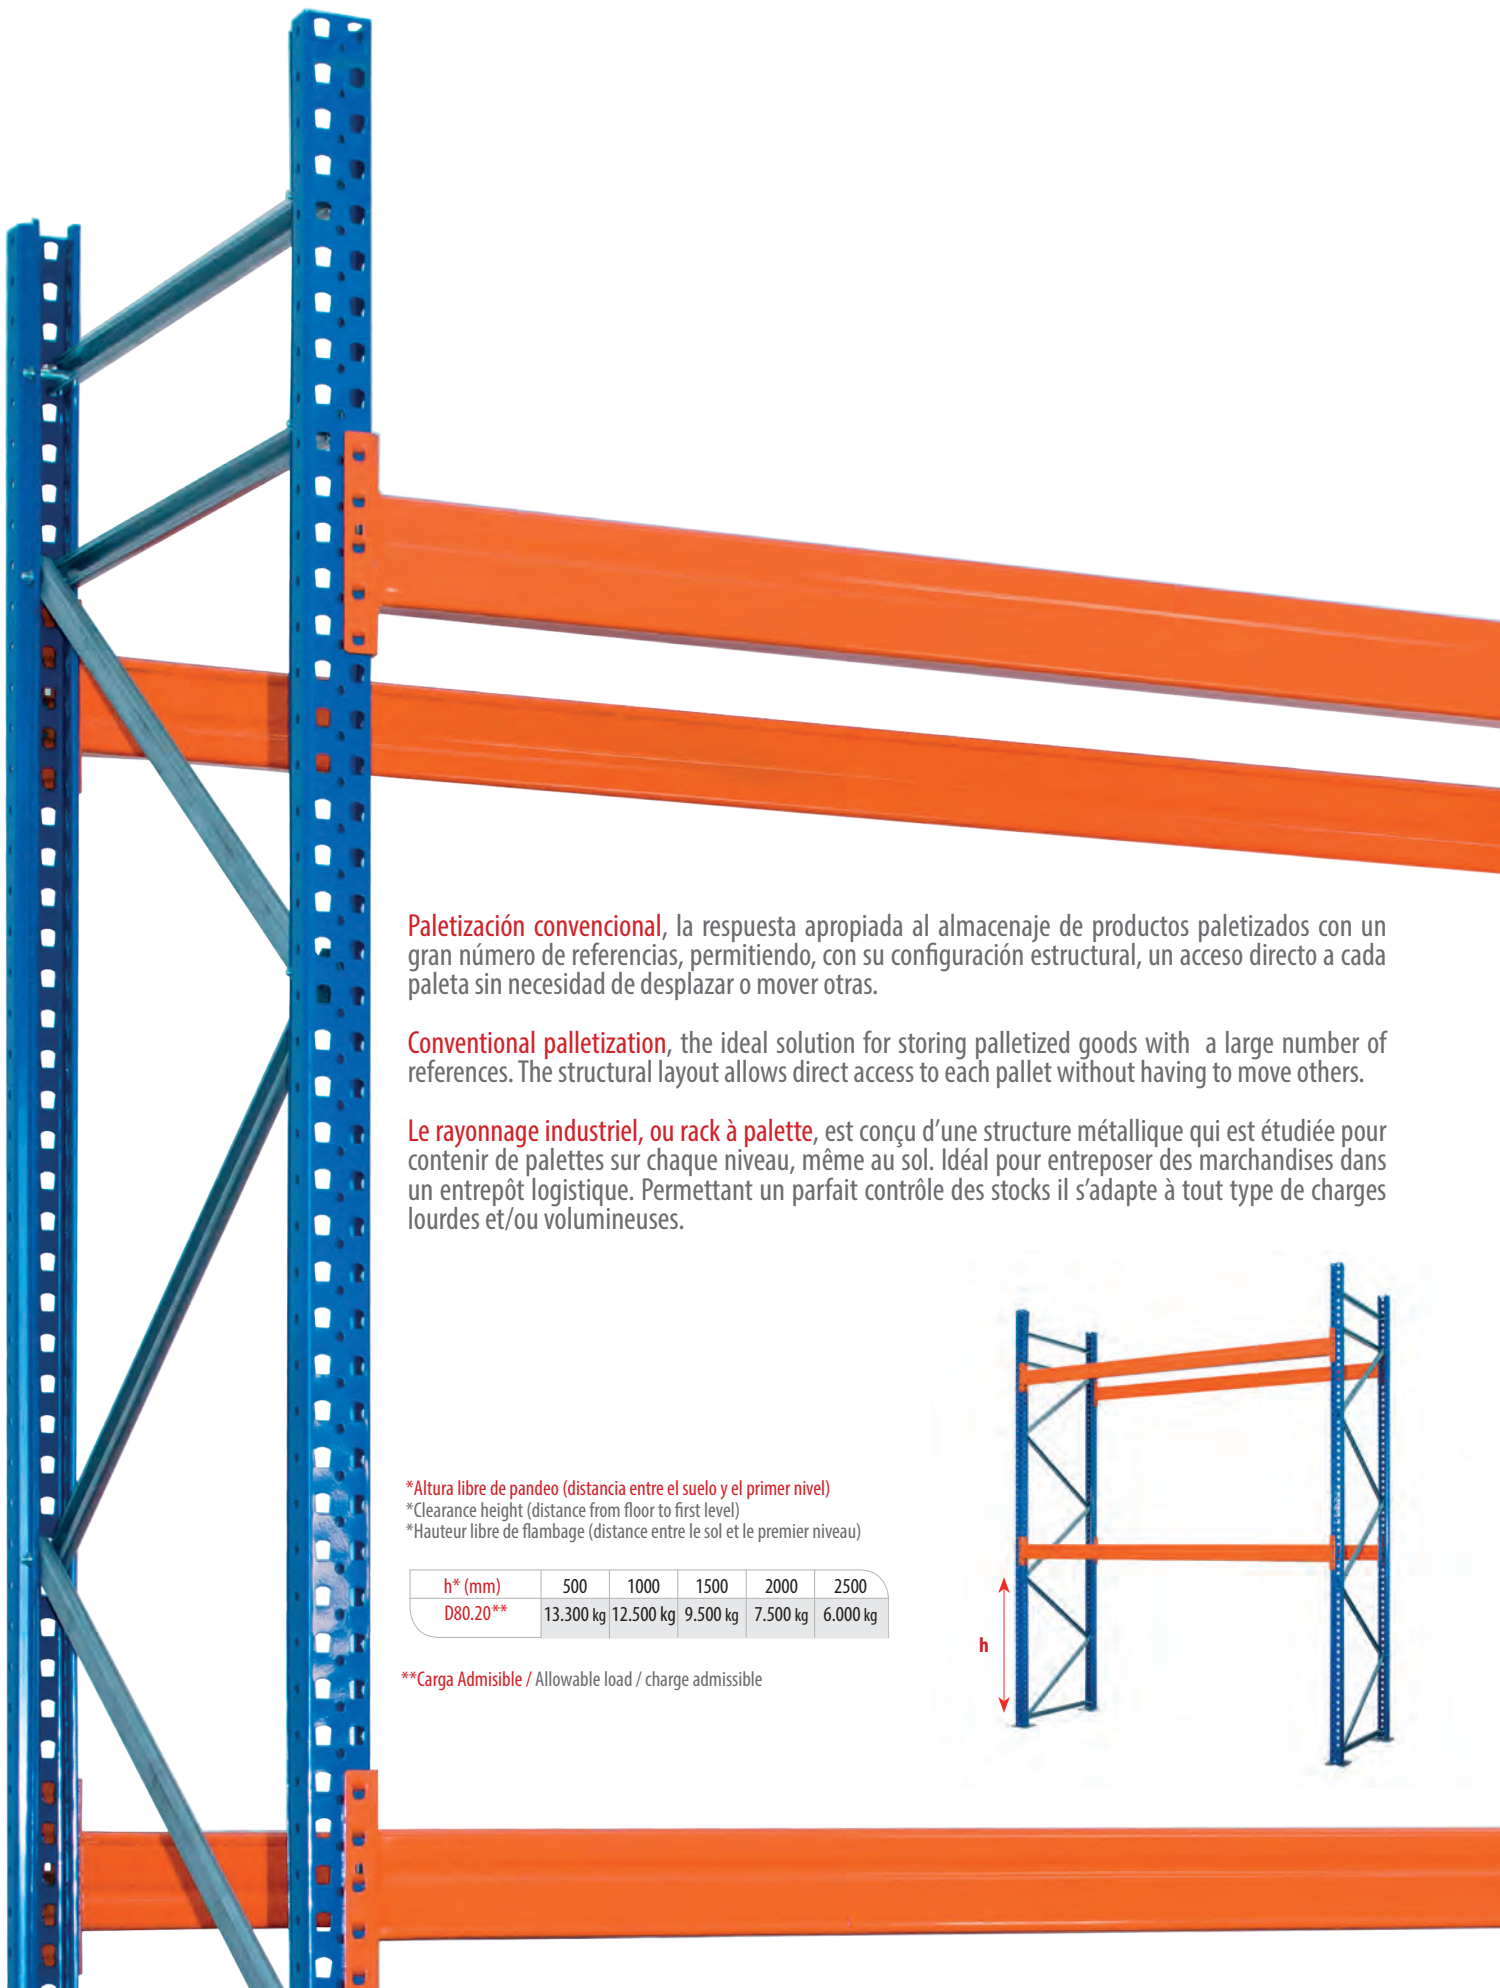 Paletización convencional, la respuesta apropiada al almacenaje de productos paletizados con un
gran número de referencias, permitiendo, con su configuración estructural, un acceso directo a cada
paleta sin necesidad de desplazar o mover otras.
Conventional palletization, the ideal solution for storing palletized goods with a large number of
references. The structural layout allows direct access to each pallet without having to move others.
Le rayonnage industriel, ou rack à palette, est conçu d’une structure métallique qui est étudiée pour
contenir de palettes sur chaque niveau, même au sol. Idéal pour entreposer des marchandises dans
un entrepôt logistique. Permettant un parfait contrôle des stocks il s’adapte à tout type de charges
lourdes et/ou volumineuses.
*Altura libre de pandeo (distancia entre el suelo y el primer nivel)
*Clearance height (distance from floor to first level)
*Hauteur libre de flambage (distance entre le sol et le premier niveau)
h* (mm) 500 1000 1500 2000 2500
D80.20** 13.300 kg 12.500 kg 9.500 kg 7.500 kg 6.000 kg
h
**Carga Admisible / Allowable load / charge admissible